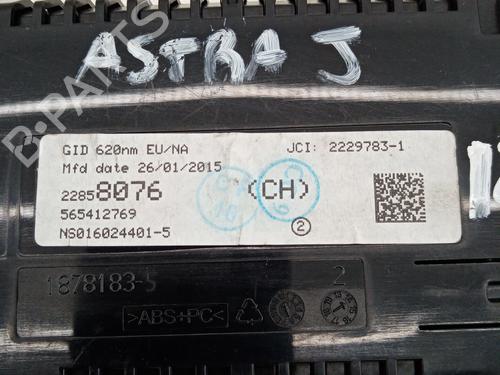 ASTRA J
B-PARTS
GID 620nm EU/NA JCI: 2229783-1
Mfd date 26/01/2015
22858076 (CH)
565412769 2
NS016024401-5
1878183-5 2
>ABS+PC<